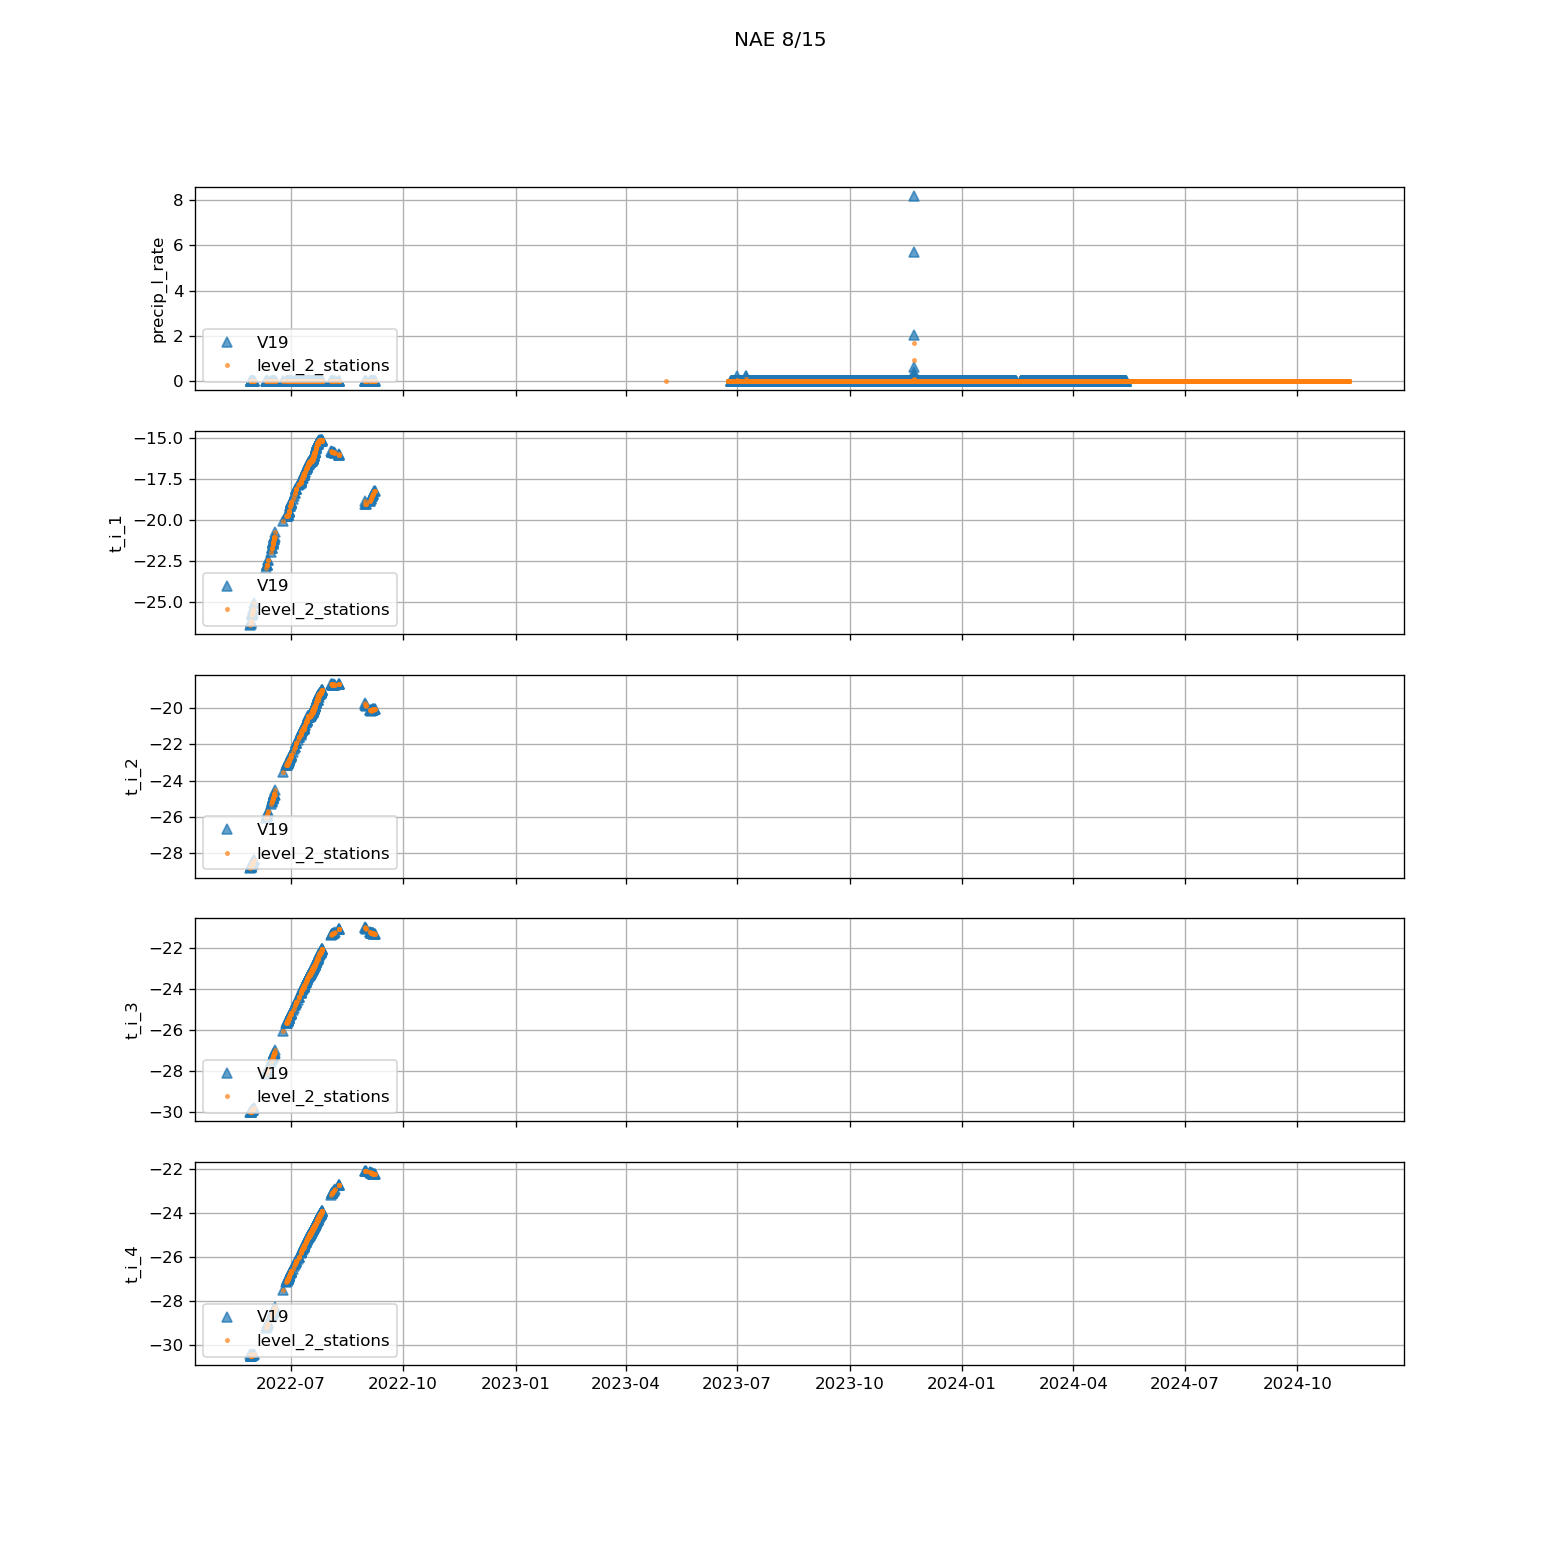 NAE 8/15
8
6
4
2
0
precip_l_rate
V19
level_2_stations
−15.0
−17.5
−20.0
−22.5
−25.0
t_i_1
V19
level_2_stations
−20
−22
−24
−26
−28
t_i_2
V19
level_2_stations
−22
−24
−26
−28
−30
t_i_3
V19
level_2_stations
−22
−24
−26
−28
−30
t_i_4
V19
level_2_stations
2022-07 2022-10 2023-01 2023-04 2023-07 2023-10 2024-01 2024-04 2024-07 2024-10